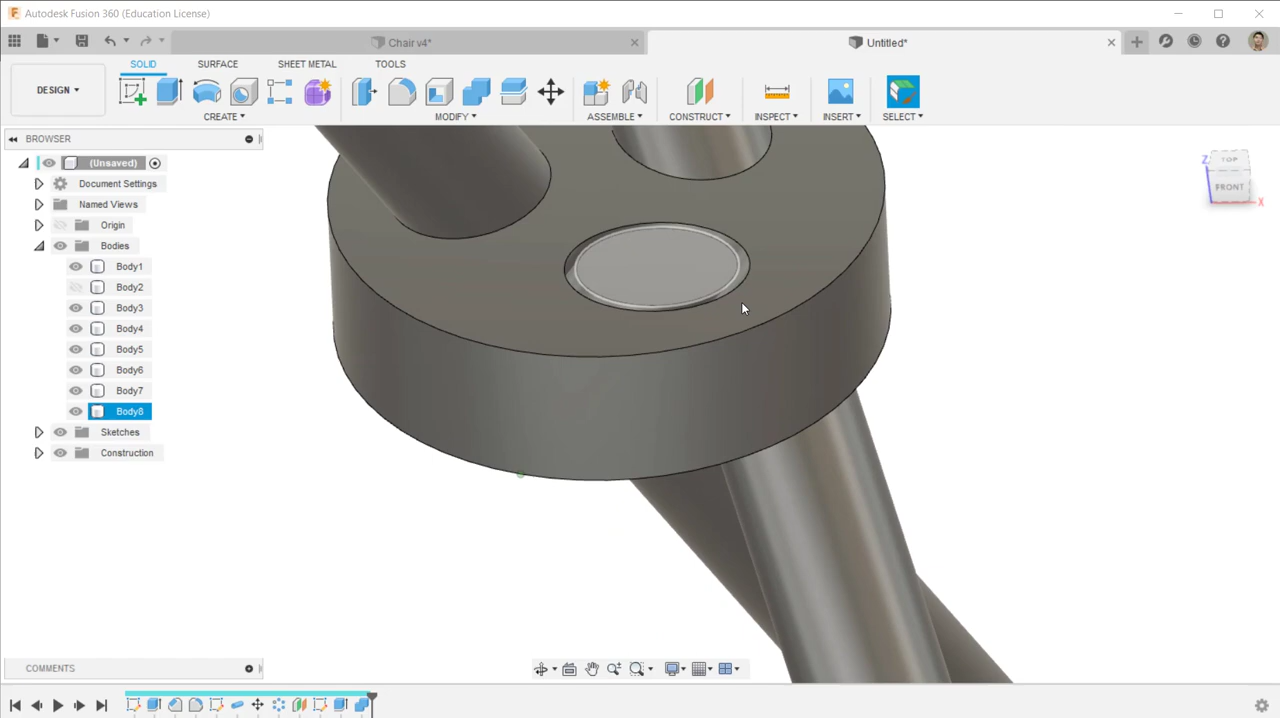 Autodesk Fusion 360 (Education License)
Chair v4*
Untitled*
DESIGN
SOLID
SURFACE
SHEET METAL
TOOLS
CREATE
MODIFY
ASSEMBLE
CONSTRUCT
INSPECT
INSERT
SELECT
BROWSER
(Unsaved)
Document Settings
Named Views
Origin
Bodies
Body1
Body2
Body3
Body4
Body5
Body6
Body7
Body8
Sketches
Construction
TOP
FRONT
Z
X
COMMENTS